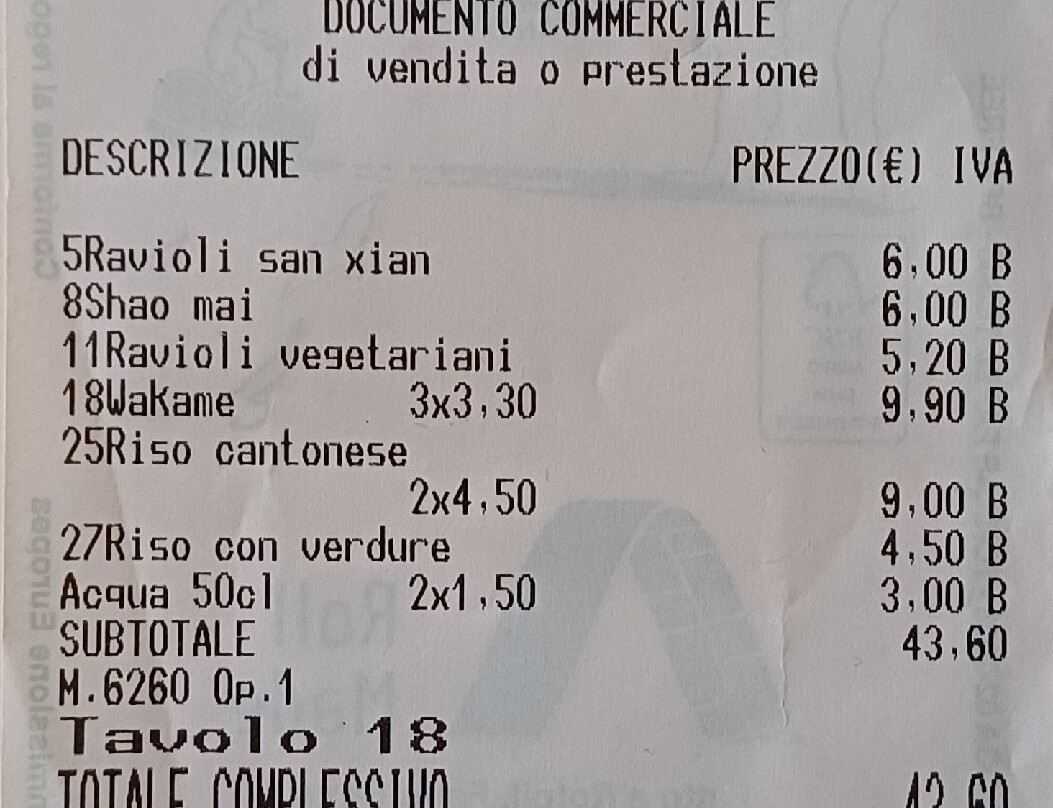 DOCUMENTO COMMERCIALE
di vendita o prestazione
DESCRIZIONE PREZZO(€) IVA
5Ravioli san xian 6,00 B
8Shao mai 6,00 B
11Ravioli vegetariani 5,20 B
18Wakame 3x3,30 9,90 B
25Riso cantonese
2x4,50 9,00 B
27Riso con verdure 4,50 B
Acqua 50cl 2x1,50 3,00 B
SUBTOTALE 43,60
M.6260 Op.1
Tavolo 18
TOTALE COMPLESSIVO